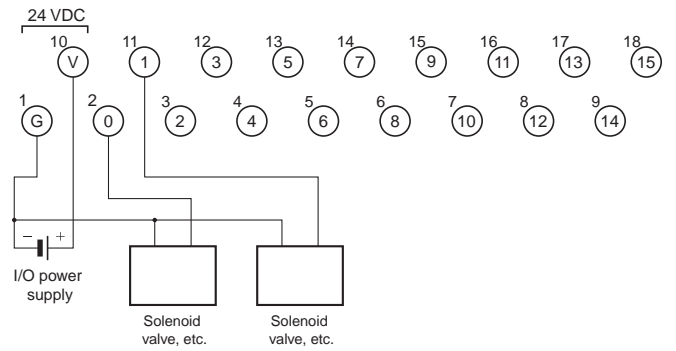 24 VDC
10 11 12 13 14 15 16 17 18
V 1 3 5 7 9 11 13 15
1 2 3 4 5 6 7 8 9
G 0 2 4 6 8 10 12 14
− +
I/O power
supply
Solenoid
valve, etc.
Solenoid
valve, etc.